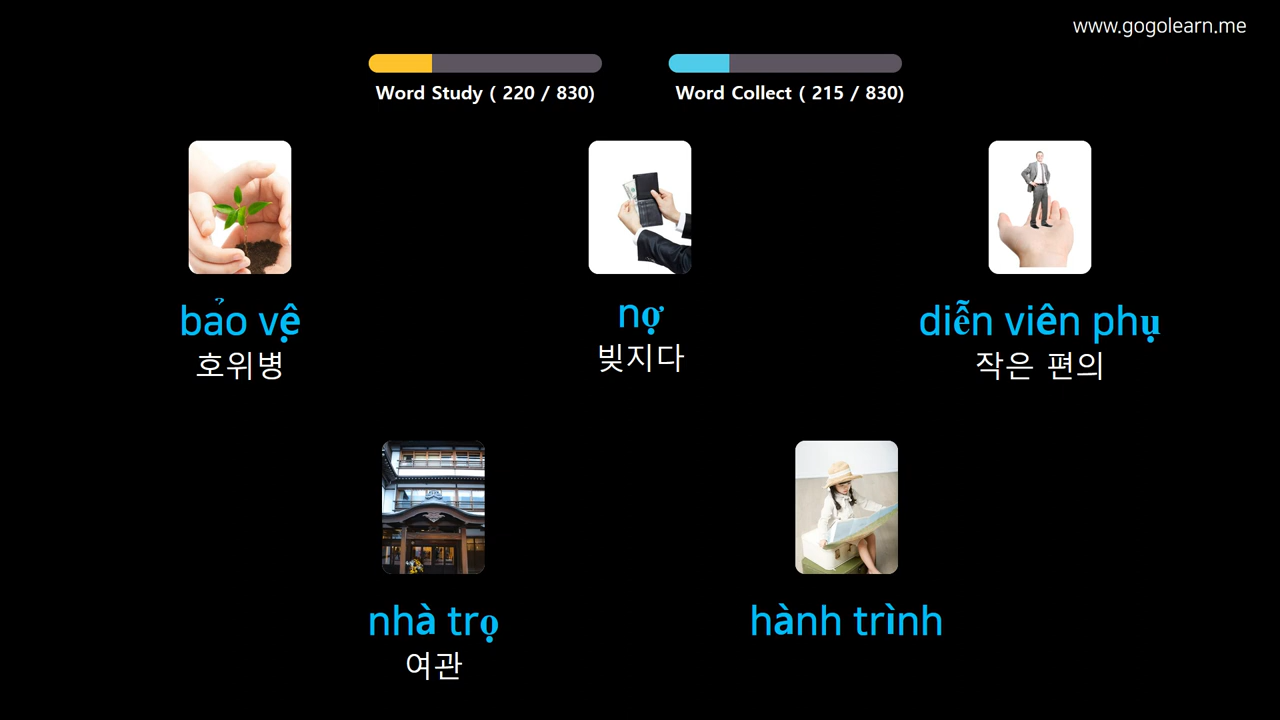 www.gogolearn.me
Word Study ( 220 / 830)
Word Collect ( 215 / 830)
bảo vệ
호위병
nợ
빚지다
diễn viên phụ
작은 편의
nhà trọ
여관
hành trình